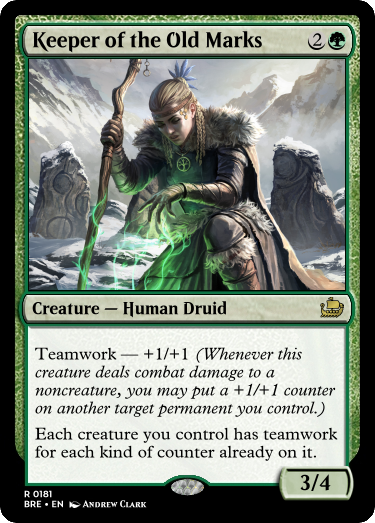 Keeper of the Old Marks 2
Creature — Human Druid
Teamwork — +1/+1 (Whenever this
creature deals combat damage to a
noncreature, you may put a +1/+1 counter
on another target permanent you control.)
Each creature you control has teamwork
for each kind of counter already on it.
3/4
R 0181
BRE • EN Andrew Clark